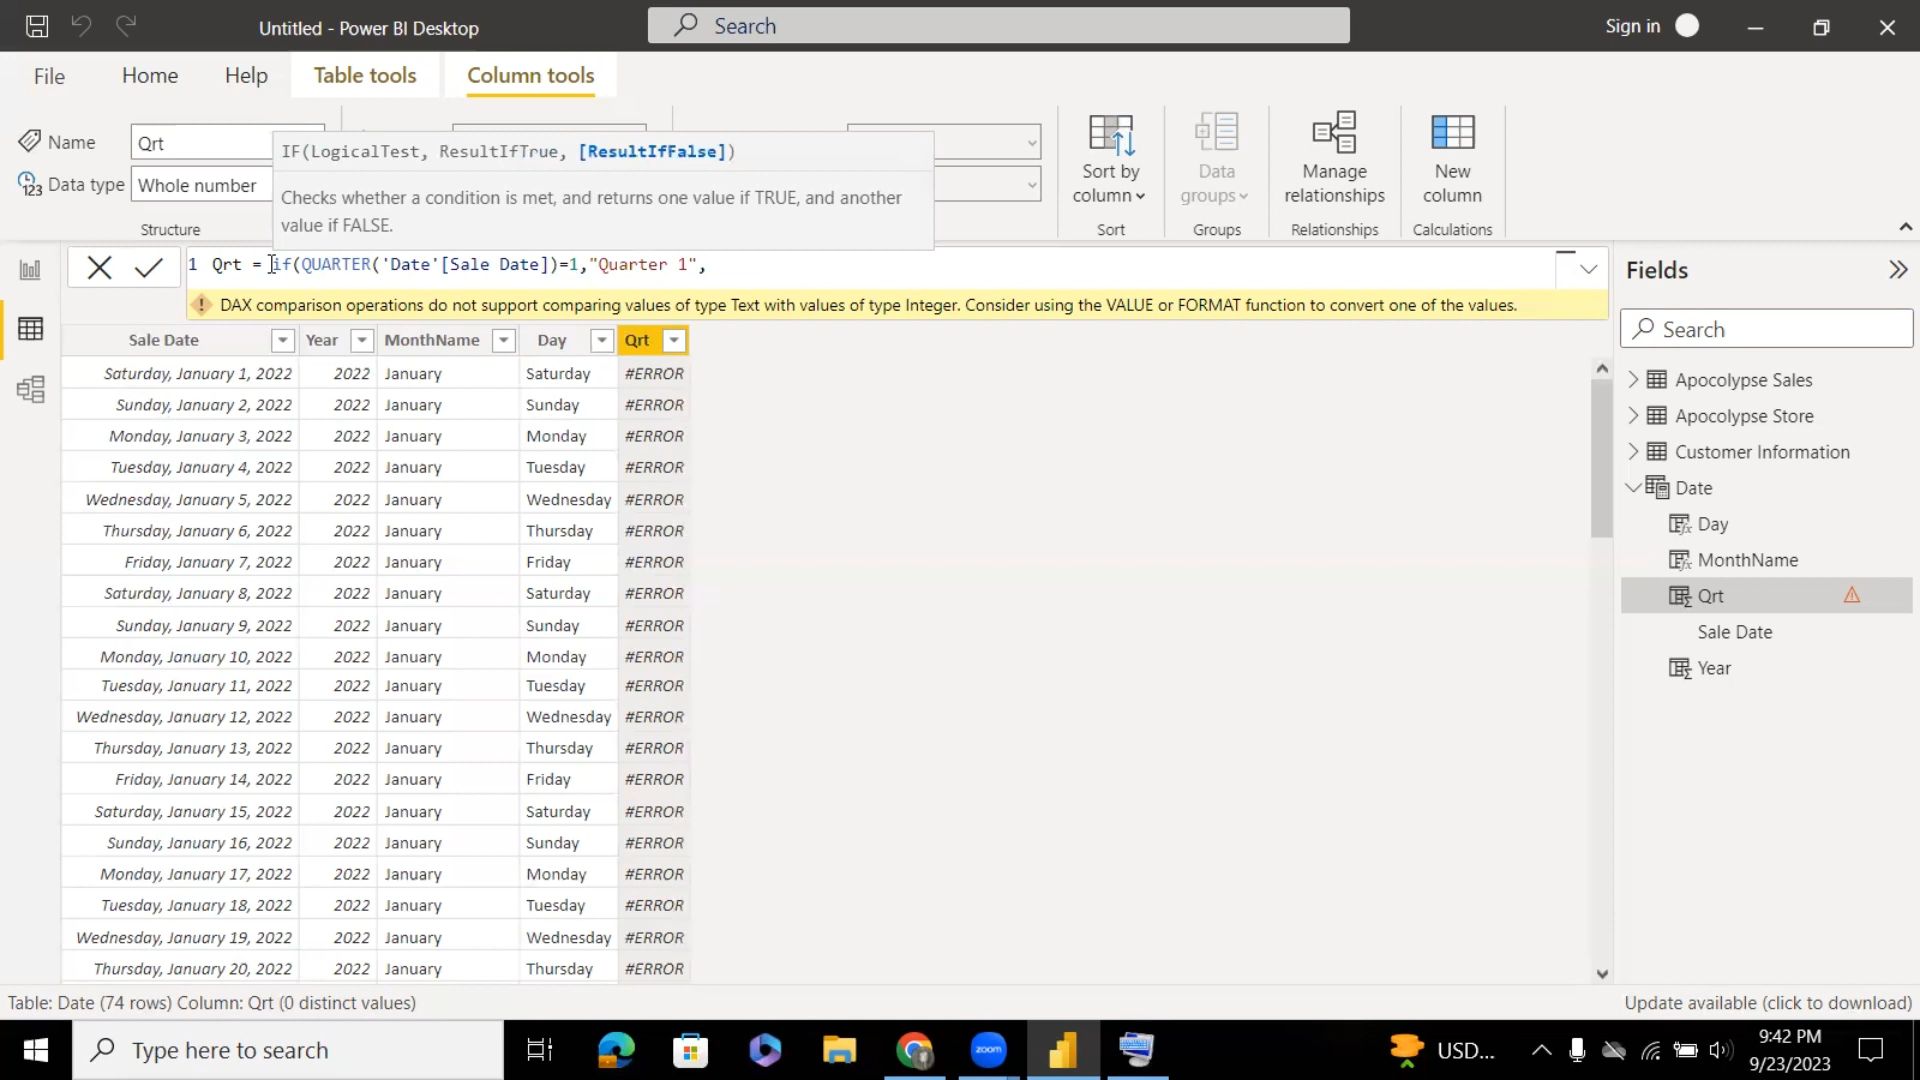 Untitled - Power BI Desktop
Search
Sign in
File
Home
Help
Table tools
Column tools
Name
Qrt
Data type
Whole number
Structure
IF(LogicalTest, ResultIfTrue, [ResultIfFalse])
Checks whether a condition is met, and returns one value if TRUE, and another
value if FALSE.
Sort by
column
Sort
Data
groups
Groups
Manage
relationships
Relationships
New
column
Calculations
1 Qrt = if(QUARTER('Date'[Sale Date])=1,"Quarter 1",
DAX comparison operations do not support comparing values of type Text with values of type Integer. Consider using the VALUE or FORMAT function to convert one of the values.
Sale Date Year MonthName Day Qrt
Saturday, January 1, 2022 2022 January Saturday #ERROR
Sunday, January 2, 2022 2022 January Sunday #ERROR
Monday, January 3, 2022 2022 January Monday #ERROR
Tuesday, January 4, 2022 2022 January Tuesday #ERROR
Wednesday, January 5, 2022 2022 January Wednesday #ERROR
Thursday, January 6, 2022 2022 January Thursday #ERROR
Friday, January 7, 2022 2022 January Friday #ERROR
Saturday, January 8, 2022 2022 January Saturday #ERROR
Sunday, January 9, 2022 2022 January Sunday #ERROR
Monday, January 10, 2022 2022 January Monday #ERROR
Tuesday, January 11, 2022 2022 January Tuesday #ERROR
Wednesday, January 12, 2022 2022 January Wednesday #ERROR
Thursday, January 13, 2022 2022 January Thursday #ERROR
Friday, January 14, 2022 2022 January Friday #ERROR
Saturday, January 15, 2022 2022 January Saturday #ERROR
Sunday, January 16, 2022 2022 January Sunday #ERROR
Monday, January 17, 2022 2022 January Monday #ERROR
Tuesday, January 18, 2022 2022 January Tuesday #ERROR
Wednesday, January 19, 2022 2022 January Wednesday #ERROR
Thursday, January 20, 2022 2022 January Thursday #ERROR
Fields
Search
Apocolypse Sales
Apocolypse Store
Customer Information
Date
Day
MonthName
Qrt
Sale Date
Year
Table: Date (74 rows) Column: Qrt (0 distinct values)
Update available (click to download)
Type here to search
zoom
USD...
9:42 PM
9/23/2023